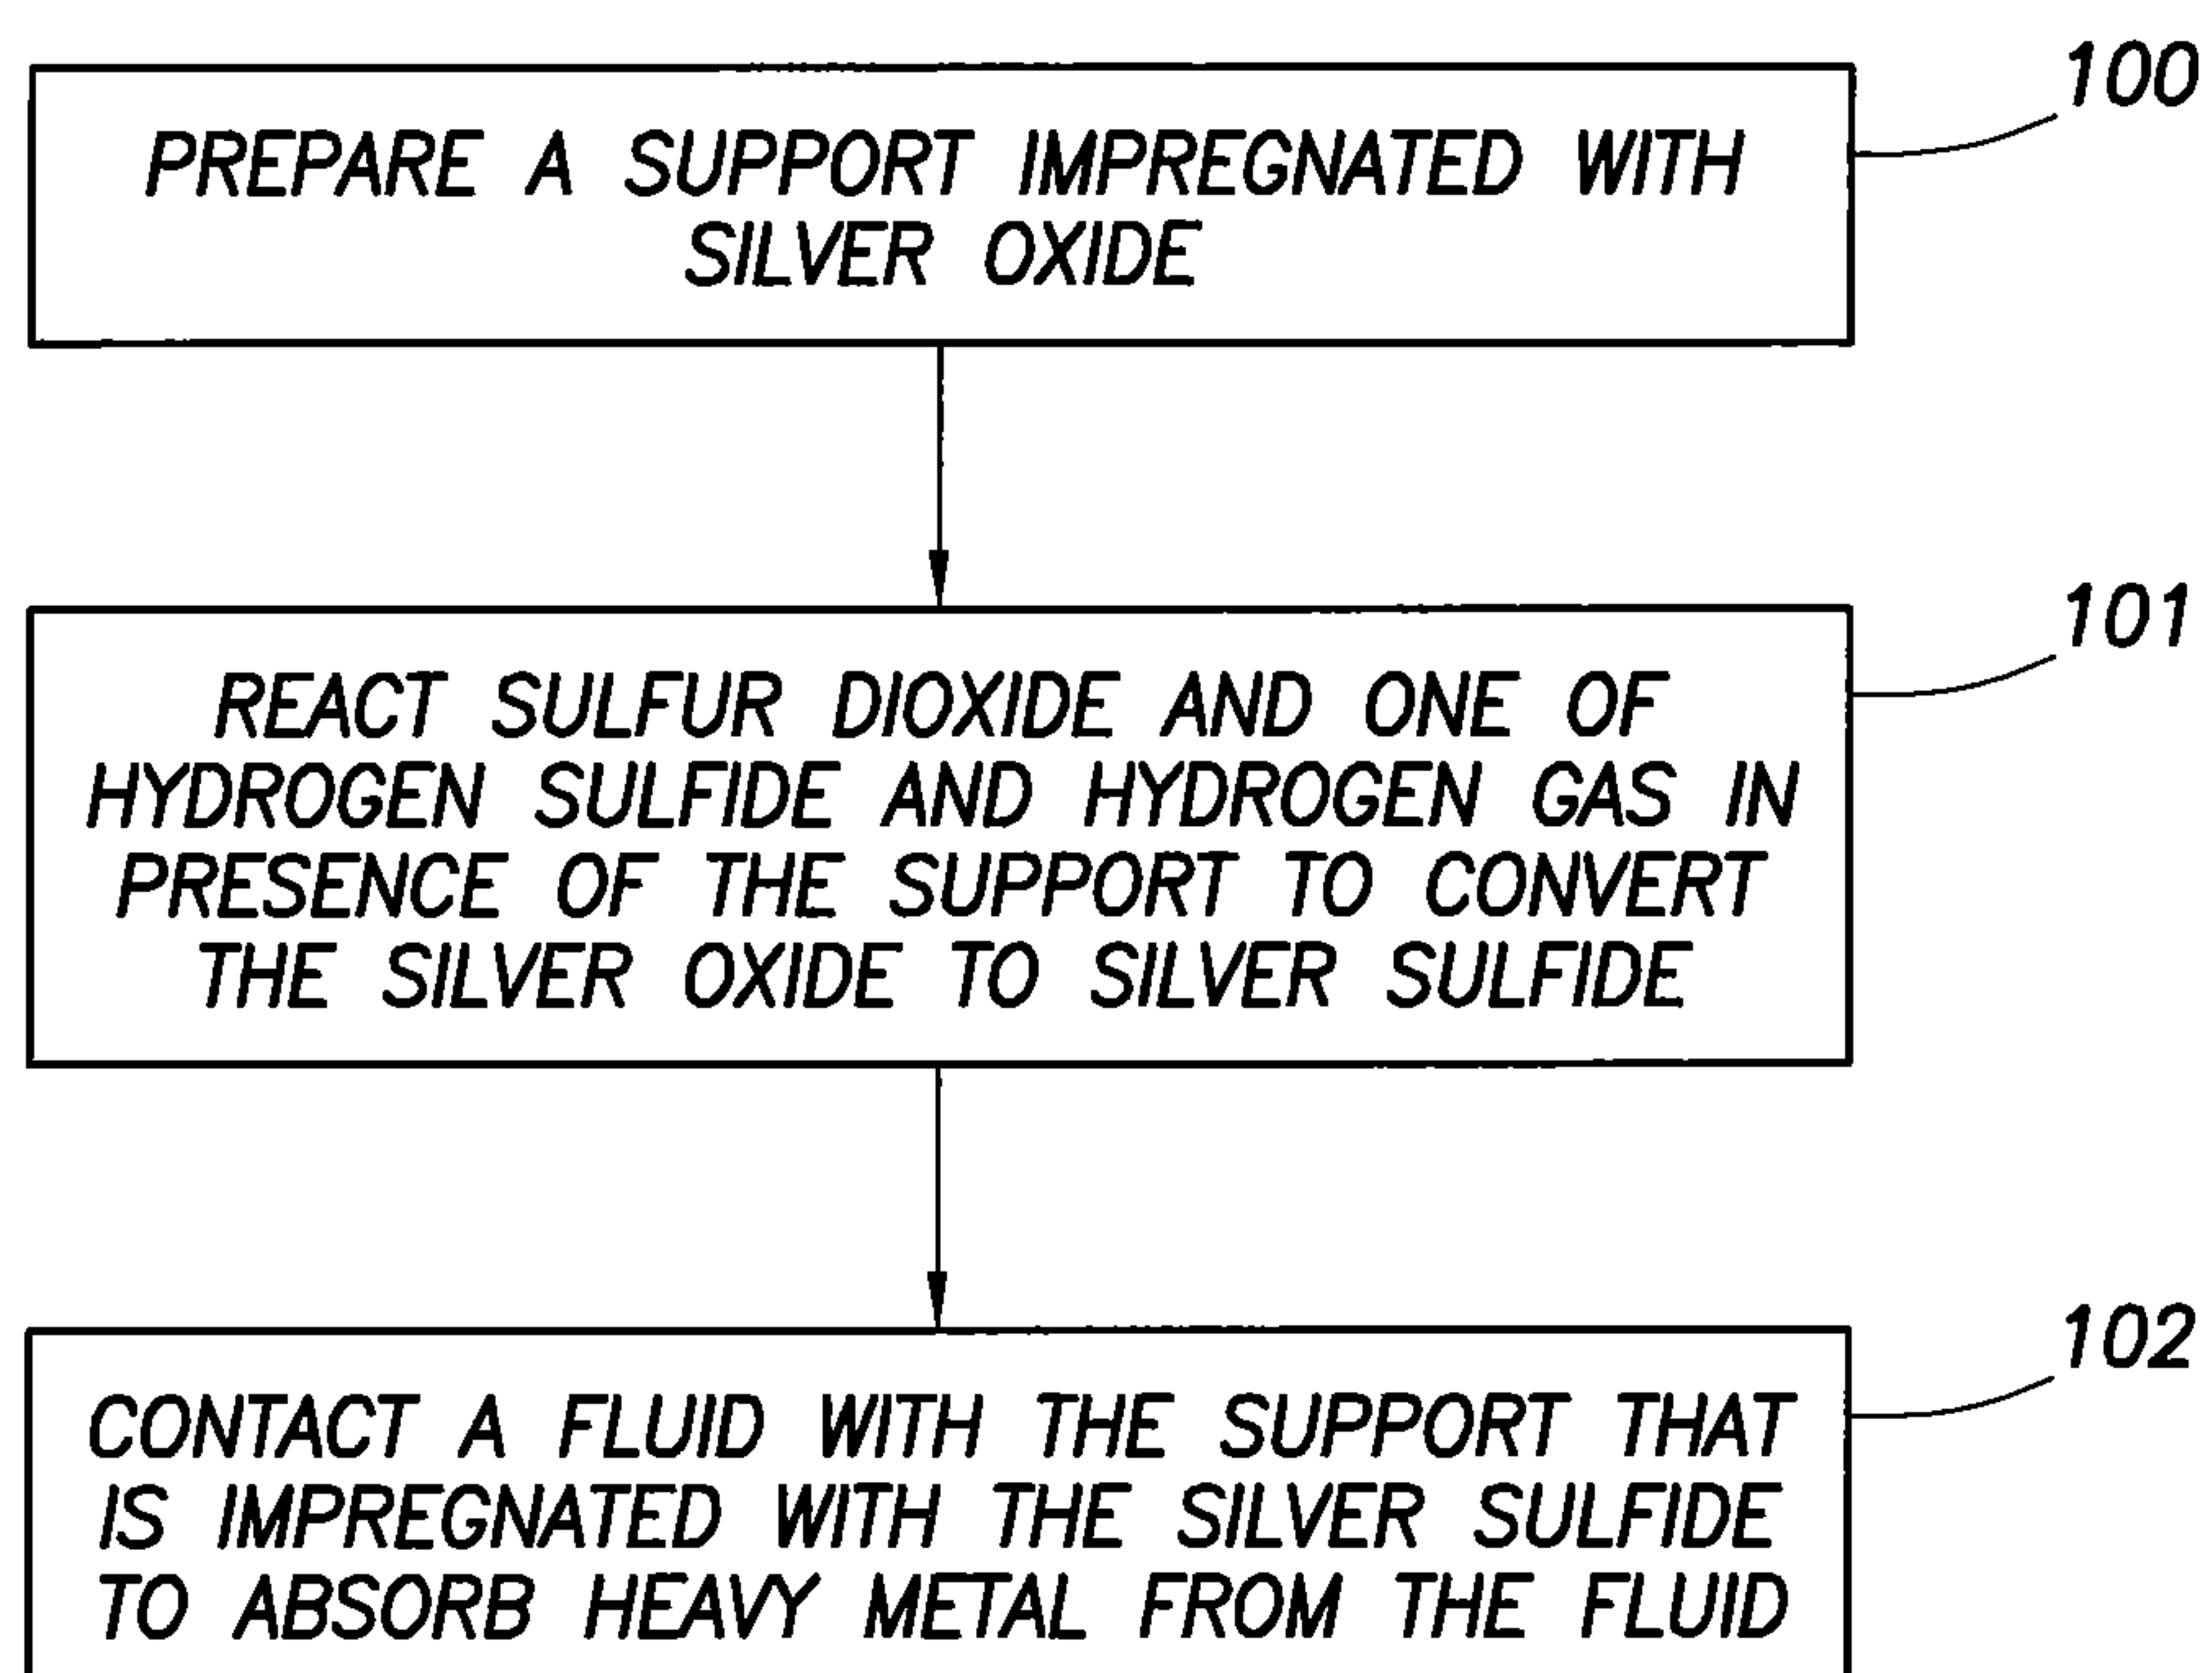 100
PREPARE A SUPPORT IMPREGNATED WITH
SILVER OXIDE
101
REACT SULFUR DIOXIDE AND ONE OF
HYDROGEN SULFIDE AND HYDROGEN GAS IN
PRESENCE OF THE SUPPORT TO CONVERT
THE SILVER OXIDE TO SILVER SULFIDE
102
CONTACT A FLUID WITH THE SUPPORT THAT
IS IMPREGNATED WITH THE SILVER SULFIDE
TO ABSORB HEAVY METAL FROM THE FLUID